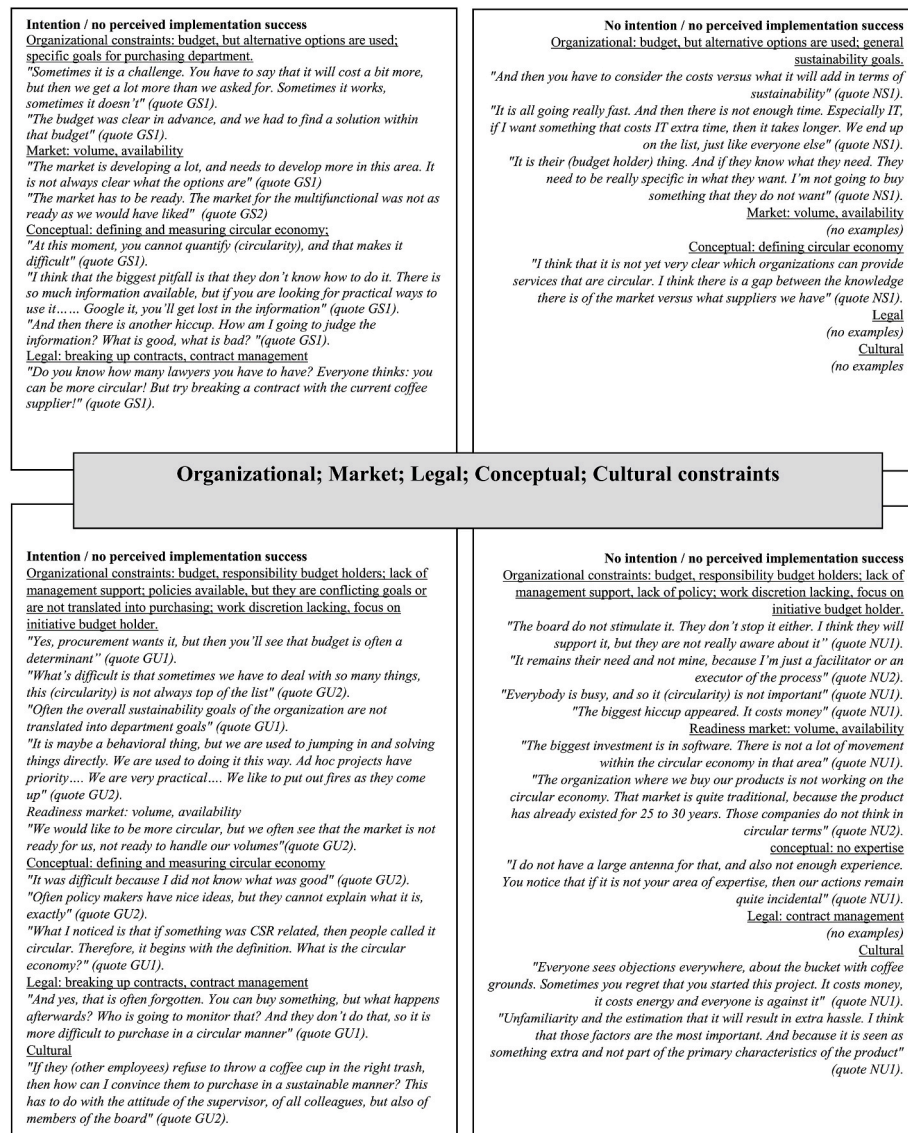 Intention / no perceived implementation success
Organizational constraints: budget, but alternative options are used;
specific goals for purchasing department.
"Sometimes it is a challenge. You have to say that it will cost a bit more,
but then we get a lot more than we asked for. Sometimes it works,
sometimes it doesn't" (quote GS1).
"The budget was clear in advance, and we had to find a solution within
that budget" (quote GS1).
Market: volume, availability
"The market is developing a lot, and needs to develop more in this area. It
is not always clear what the options are" (quote GS1)
"The market has to be ready. The market for the multifunctional was not as
ready as we would have liked" (quote GS2)
Conceptual: defining and measuring circular economy;
"At this moment, you cannot quantify (circularity), and that makes it
difficult" (quote GS1).
"I think that the biggest pitfall is that they don't know how to do it. There is
so much information available, but if you are looking for practical ways to
use it…… Google it, you'll get lost in the information" (quote GS1).
"And then there is another hiccup. How am I going to judge the
information? What is good, what is bad? "(quote GS1).
Legal: breaking up contracts, contract management
"Do you know how many lawyers you have to have? Everyone thinks: you
can be more circular! But try breaking a contract with the current coffee
supplier!" (quote GS1).
No intention / no perceived implementation success
Organizational: budget, but alternative options are used; general
sustainability goals.
"And then you have to consider the costs versus what it will add in terms of
sustainability" (quote NS1).
"It is all going really fast. And then there is not enough time. Especially IT,
if I want something that costs IT extra time, then it takes longer. We end up
on the list, just like everyone else" (quote NS1).
"It is their (budget holder) thing. And if they know what they need. They
need to be really specific in what they want. I'm not going to buy
something that they do not want" (quote NS1).
Market: volume, availability
(no examples)
Conceptual: defining circular economy
"I think that it is not yet very clear which organizations can provide
services that are circular. I think there is a gap between the knowledge
there is of the market versus what suppliers we have" (quote NS1).
Legal
(no examples)
Cultural
(no examples
Organizational; Market; Legal; Conceptual; Cultural constraints
Intention / no perceived implementation success
Organizational constraints: budget, responsibility budget holders; lack of
management support; policies available, but they are conflicting goals or
are not translated into purchasing; work discretion lacking, focus on
initiative budget holder.
"Yes, procurement wants it, but then you'll see that budget is often a
determinant" (quote GU1).
"What's difficult is that sometimes we have to deal with so many things,
this (circularity) is not always top of the list" (quote GU2).
"Often the overall sustainability goals of the organization are not
translated into department goals" (quote GU1).
"It is maybe a behavioral thing, but we are used to jumping in and solving
things directly. We are used to doing it this way. Ad hoc projects have
priority…. We are very practical…. We like to put out fires as they come
up" (quote GU2).
Readiness market: volume, availability
"We would like to be more circular, but we often see that the market is not
ready for us, not ready to handle our volumes"(quote GU2).
Conceptual: defining and measuring circular economy
"It was difficult because I did not know what was good" (quote GU2).
"Often policy makers have nice ideas, but they cannot explain what it is,
exactly" (quote GU2).
"What I noticed is that if something was CSR related, then people called it
circular. Therefore, it begins with the definition. What is the circular
economy?" (quote GU1).
Legal: breaking up contracts, contract management
"And yes, that is often forgotten. You can buy something, but what happens
afterwards? Who is going to monitor that? And they don't do that, so it is
more difficult to purchase in a circular manner" (quote GU1).
Cultural
"If they (other employees) refuse to throw a coffee cup in the right trash,
then how can I convince them to purchase in a sustainable manner? This
has to do with the attitude of the supervisor, of all colleagues, but also of
members of the board" (quote GU2).
No intention / no perceived implementation success
Organizational constraints: budget, responsibility budget holders; lack of
management support, lack of policy; work discretion lacking, focus on
initiative budget holder.
"The board do not stimulate it. They don't stop it either. I think they will
support it, but they are not really aware about it" (quote NU1).
"It remains their need and not mine, because I'm just a facilitator or an
executor of the process" (quote NU2).
"Everybody is busy, and so it (circularity) is not important" (quote NU1).
"The biggest hiccup appeared. It costs money" (quote NU1).
Readiness market: volume, availability
"The biggest investment is in software. There is not a lot of movement
within the circular economy in that area" (quote NU1).
"The organization where we buy our products is not working on the
circular economy. That market is quite traditional, because the product
has already existed for 25 to 30 years. Those companies do not think in
circular terms" (quote NU2).
conceptual: no expertise
"I do not have a large antenna for that, and also not enough experience.
You notice that if it is not your area of expertise, then our actions remain
quite incidental" (quote NU1).
Legal: contract management
(no examples)
Cultural
"Everyone sees objections everywhere, about the bucket with coffee
grounds. Sometimes you regret that you started this project. It costs money,
it costs energy and everyone is against it" (quote NU1).
"Unfamiliarity and the estimation that it will result in extra hassle. I think
that those factors are the most important. And because it is seen as
something extra and not part of the primary characteristics of the product"
(quote NU1).